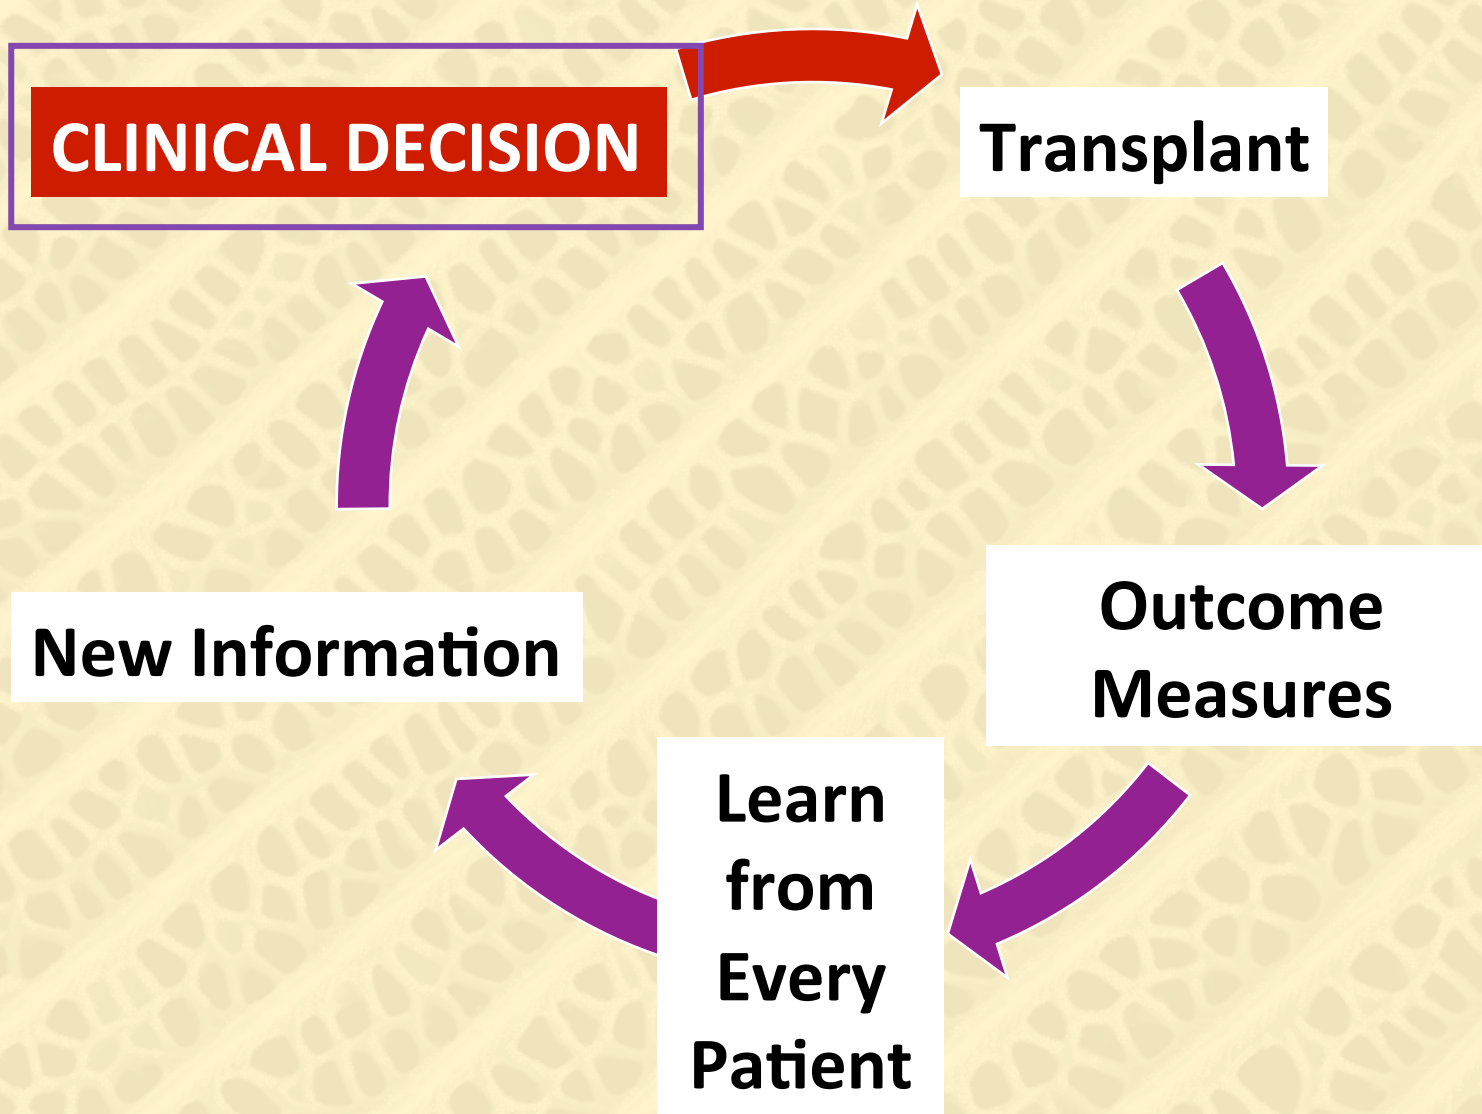 CLINICAL DECISION
Transplant
Outcome
Measures
Learn
from
Every
Patient
New Information